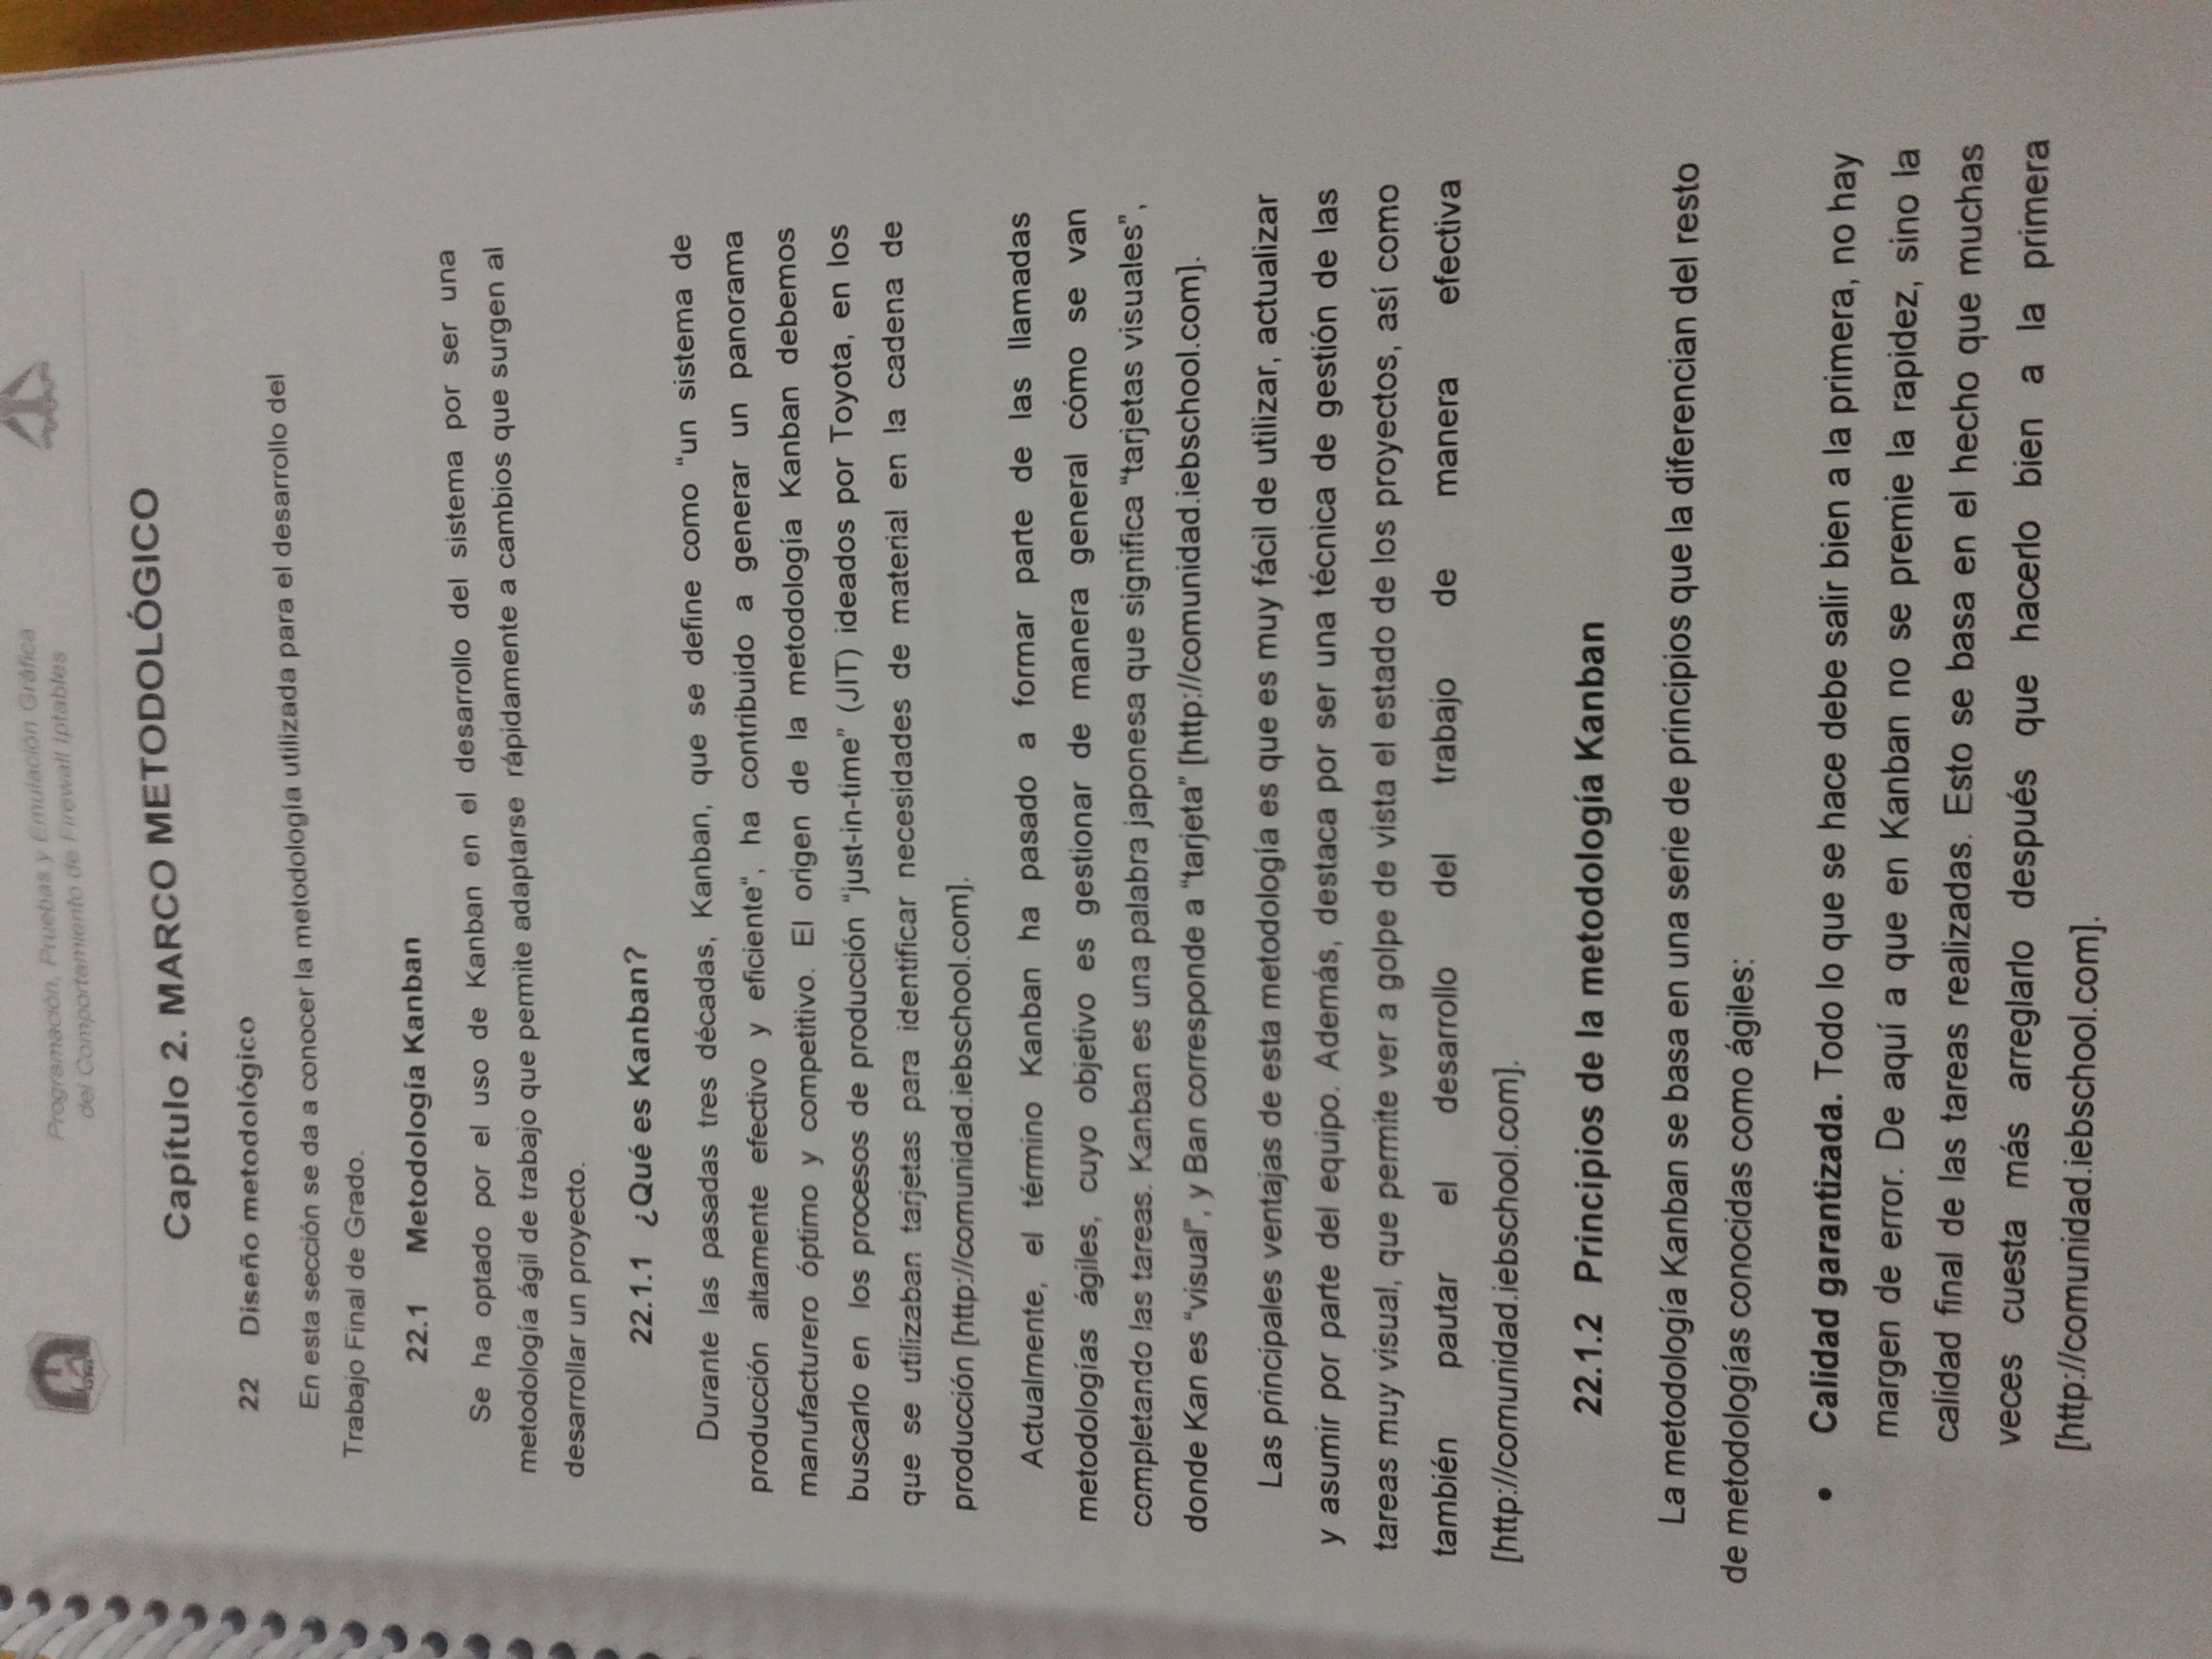 Programación, Pruebas y Emulación Gráfica
del Comportamiento de Firewall Iptables
Capítulo 2. MARCO METODOLÓGICO
22 Diseño metodológico
En esta sección se da a conocer la metodología utilizada para el desarrollo del
Trabajo Final de Grado.
22.1 Metodología Kanban
Se ha optado por el uso de Kanban en el desarrollo del sistema por ser una
metodología ágil de trabajo que permite adaptarse rápidamente a cambios que surgen al
desarrollar un proyecto.
22.1.1 ¿Qué es Kanban?
Durante las pasadas tres décadas, Kanban, que se define como “un sistema de
producción altamente efectivo y eficiente“, ha contribuido a generar un panorama
manufacturero óptimo y competitivo. El origen de la metodología Kanban debemos
buscarlo en los procesos de producción “just-in-time” (JIT) ideados por Toyota, en los
que se utilizaban tarjetas para identificar necesidades de material en la cadena de
producción [http://comunidad.iebschool.com].
Actualmente, el término Kanban ha pasado a formar parte de las llamadas
metodologías ágiles, cuyo objetivo es gestionar de manera general cómo se van
completando las tareas. Kanban es una palabra japonesa que significa “tarjetas visuales”,
donde Kan es “visual”, y Ban corresponde a “tarjeta” [http://comunidad.iebschool.com].
Las principales ventajas de esta metodología es que es muy fácil de utilizar, actualizar
y asumir por parte del equipo. Además, destaca por ser una técnica de gestión de las
tareas muy visual, que permite ver a golpe de vista el estado de los proyectos, así como
también pautar el desarrollo del trabajo de manera efectiva
[http://comunidad.iebschool.com].
22.1.2 Principios de la metodología Kanban
La metodología Kanban se basa en una serie de principios que la diferencian del resto
de metodologías conocidas como ágiles:
• Calidad garantizada. Todo lo que se hace debe salir bien a la primera, no hay
margen de error. De aquí a que en Kanban no se premie la rapidez, sino la
calidad final de las tareas realizadas. Esto se basa en el hecho que muchas
veces cuesta más arreglarlo después que hacerlo bien a la primera
[http://comunidad.iebschool.com].